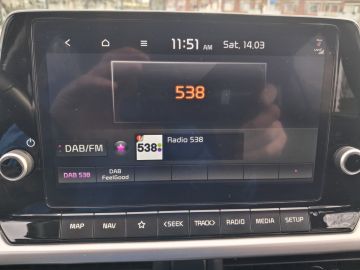 11:51 AM Sat, 14.03
538
DAB/FM 538 Radio 538
DAB 538 DAB FeelGood
MAP NAV ☆ <SEEK TRACK> RADIO MEDIA SETUP